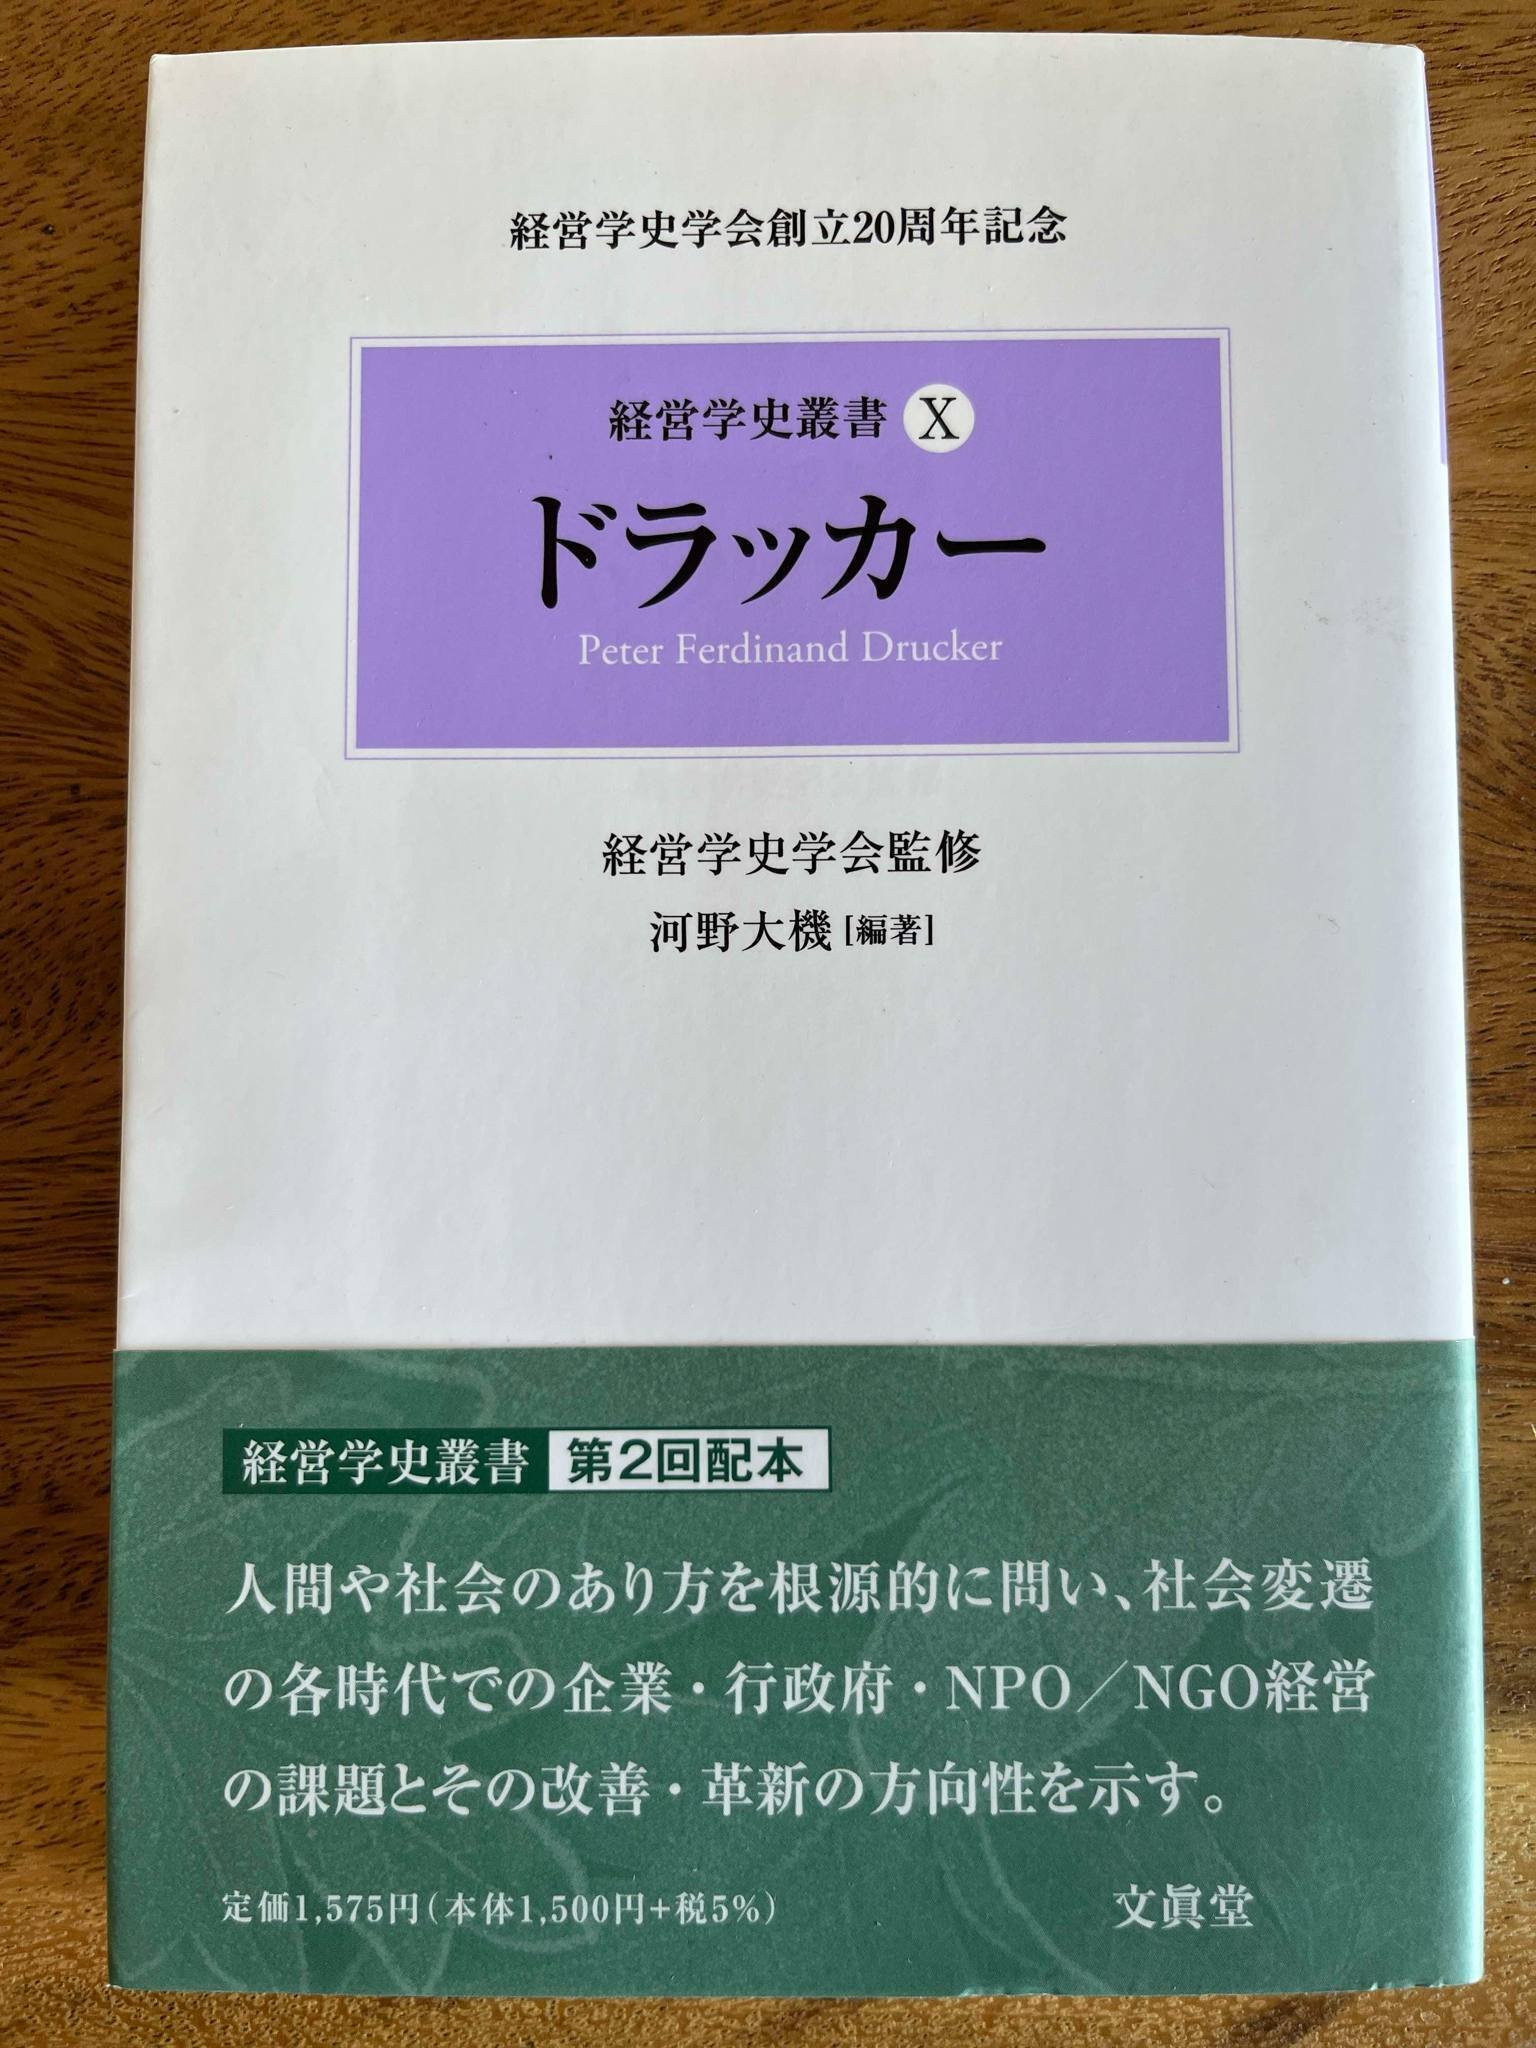 経営学史学会創立20周年記念
経営学史叢書 X
ドラッカー
Peter Ferdinand Drucker
経営学史学会監修
河野大機[編著]
経営学史叢書 第2回配本
人間や社会のあり方を根源的に問い、社会変遷
の各時代での企業・行政府・NPO／NGO経営
の課題とその改善・革新の方向性を示す。
定価1,575円(本体1,500円+税5%) 文眞堂